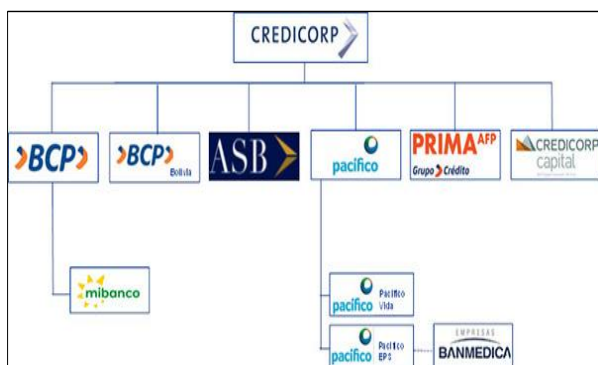 CREDICORP
BCP
BCP
Bolivia
ASB
pacifico
PRIMA AFP
Grupo Crédito
CREDICORP
capital
mibanco
pacifico
Pacifico
Vida
pacifico
Pacifico
EPS
EMPRESAS
BANMEDICA